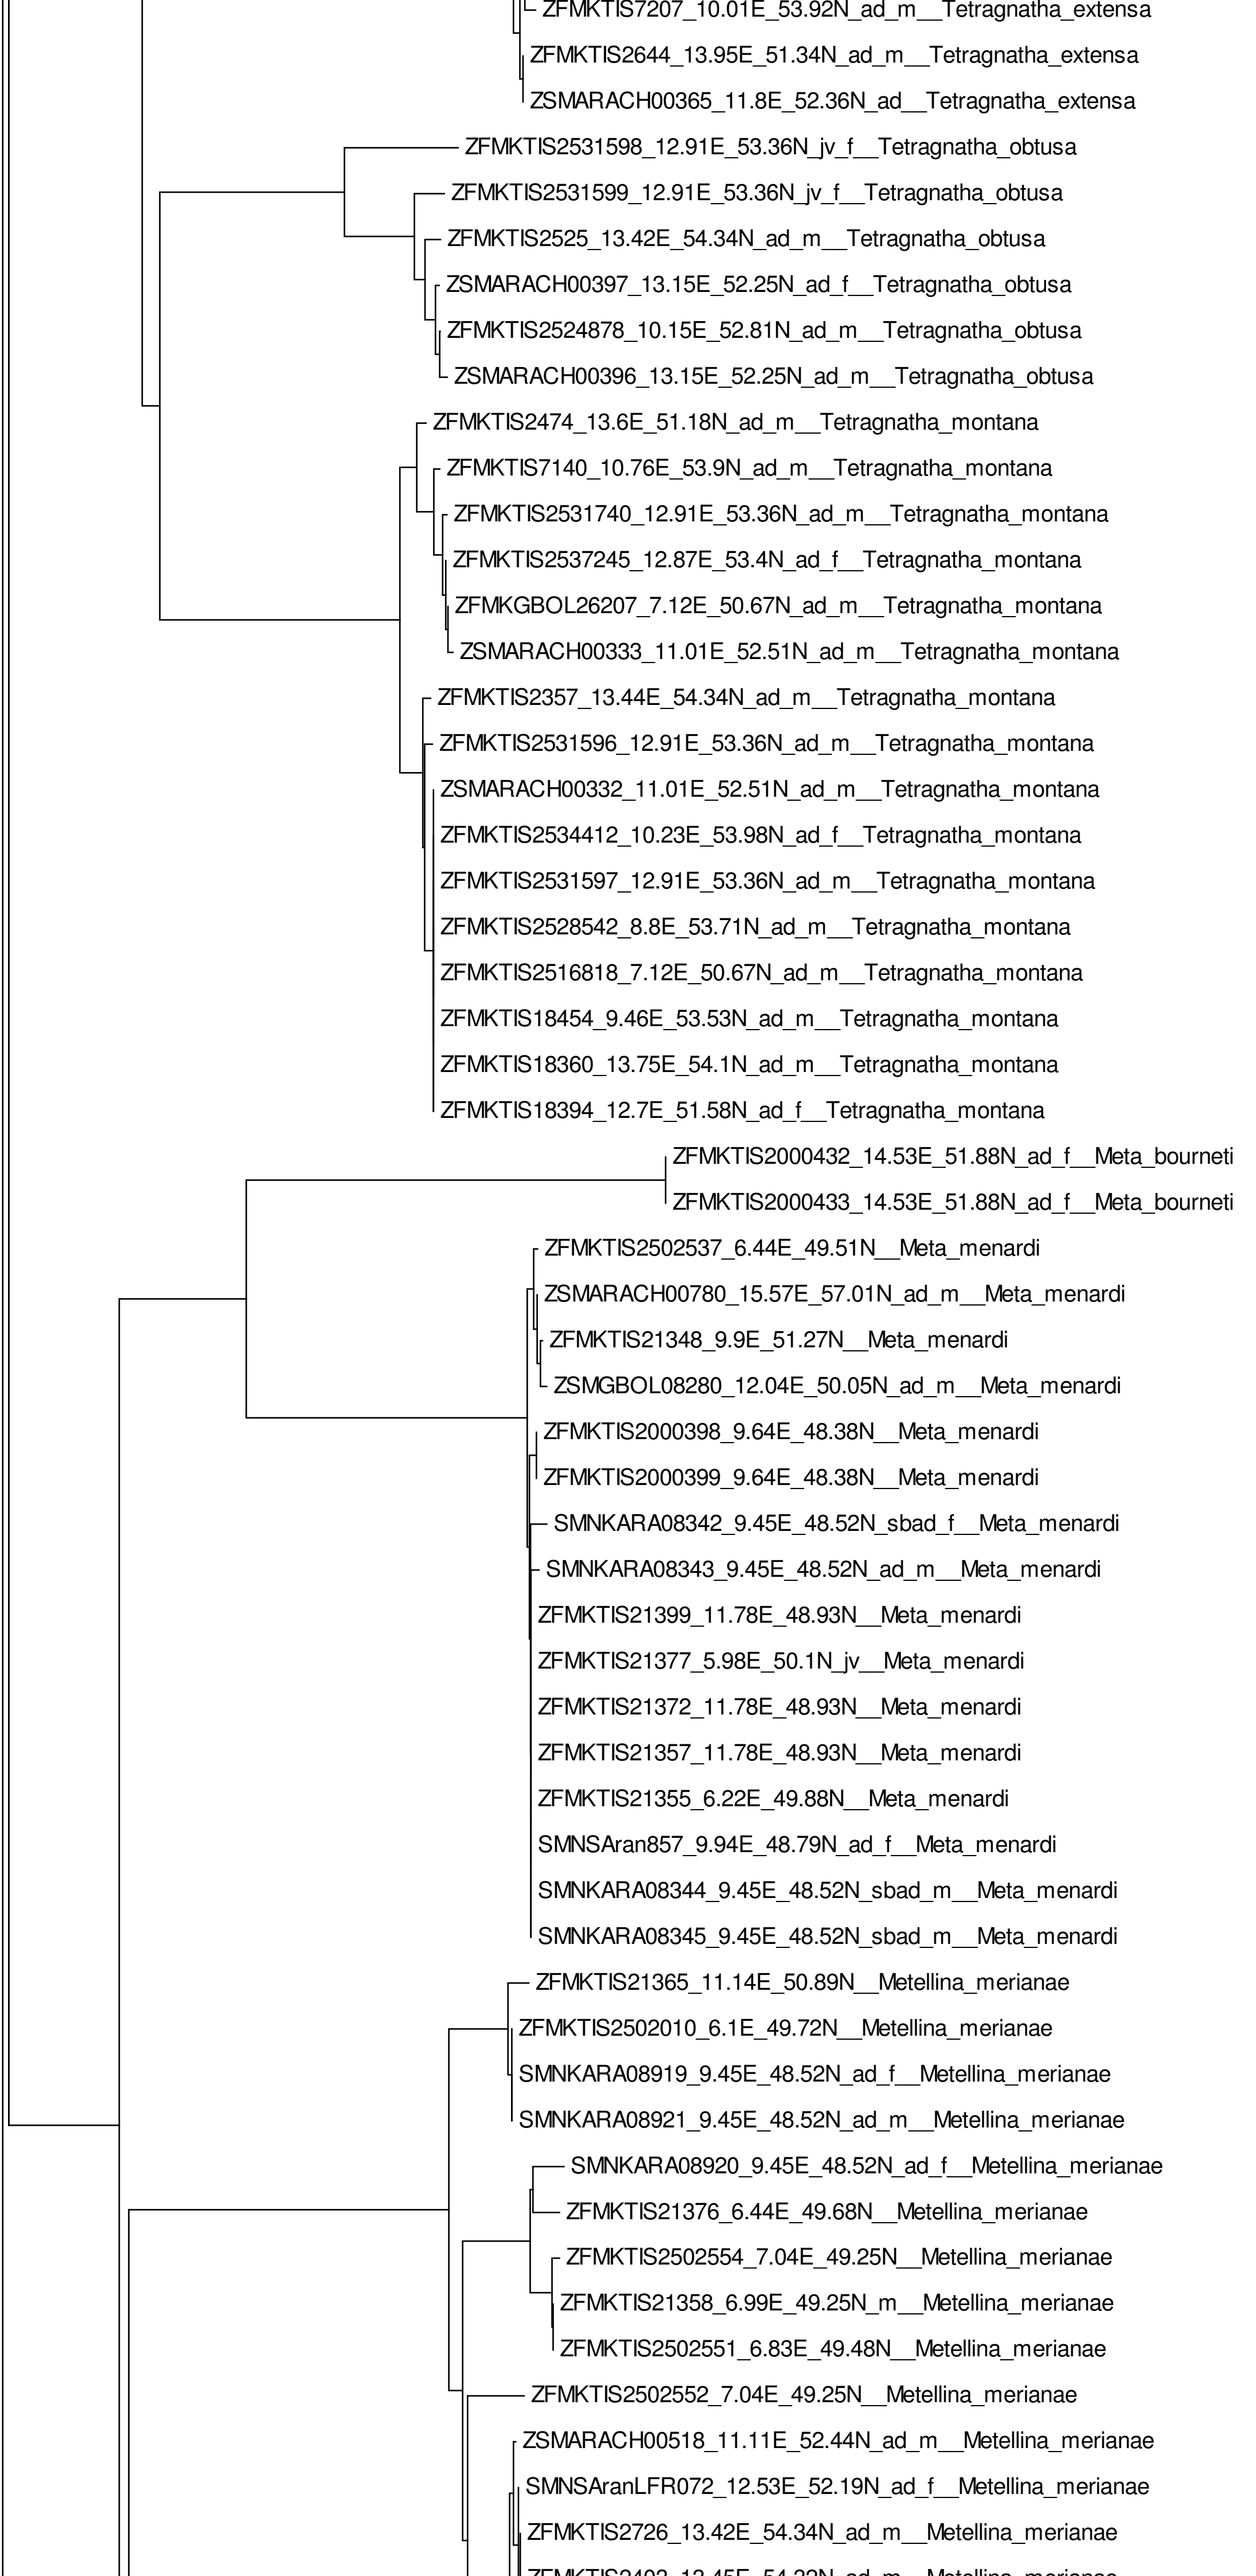 ZFMKTIS7207_10.01E_53.92N_ad_m__Tetragnatha_extensa
ZFMKTIS2644_13.95E_51.34N_ad_m__Tetragnatha_extensa
ZSMARACH00365_11.8E_52.36N_ad__Tetragnatha_extensa
ZFMKTIS2531598_12.91E_53.36N_jv_f__Tetragnatha_obtusa
ZFMKTIS2531599_12.91E_53.36N_jv_f__Tetragnatha_obtusa
ZFMKTIS2525_13.42E_54.34N_ad_m__Tetragnatha_obtusa
ZSMARACH00397_13.15E_52.25N_ad_f__Tetragnatha_obtusa
ZFMKTIS2524878_10.15E_52.81N_ad_m__Tetragnatha_obtusa
ZSMARACH00396_13.15E_52.25N_ad_m__Tetragnatha_obtusa
ZFMKTIS2474_13.6E_51.18N_ad_m__Tetragnatha_montana
ZFMKTIS7140_10.76E_53.9N_ad_m__Tetragnatha_montana
ZFMKTIS2531740_12.91E_53.36N_ad_m__Tetragnatha_montana
ZFMKTIS2537245_12.87E_53.4N_ad_f__Tetragnatha_montana
ZFMKGBOL26207_7.12E_50.67N_ad_m__Tetragnatha_montana
ZSMARACH00333_11.01E_52.51N_ad_m__Tetragnatha_montana
ZFMKTIS2357_13.44E_54.34N_ad_m__Tetragnatha_montana
ZFMKTIS2531596_12.91E_53.36N_ad_m__Tetragnatha_montana
ZSMARACH00332_11.01E_52.51N_ad_m__Tetragnatha_montana
ZFMKTIS2534412_10.23E_53.98N_ad_f__Tetragnatha_montana
ZFMKTIS2531597_12.91E_53.36N_ad_m__Tetragnatha_montana
ZFMKTIS2528542_8.8E_53.71N_ad_m__Tetragnatha_montana
ZFMKTIS2516818_7.12E_50.67N_ad_m__Tetragnatha_montana
ZFMKTIS18454_9.46E_53.53N_ad_m__Tetragnatha_montana
ZFMKTIS18360_13.75E_54.1N_ad_m__Tetragnatha_montana
ZFMKTIS18394_12.7E_51.58N_ad_f__Tetragnatha_montana
ZFMKTIS2000432_14.53E_51.88N_ad_f__Meta_bourneti
ZFMKTIS2000433_14.53E_51.88N_ad_f__Meta_bourneti
ZFMKTIS2502537_6.44E_49.51N__Meta_menardi
ZSMARACH00780_15.57E_57.01N_ad_m__Meta_menardi
ZFMKTIS21348_9.9E_51.27N__Meta_menardi
ZSMGBOL08280_12.04E_50.05N_ad_m__Meta_menardi
ZFMKTIS2000398_9.64E_48.38N__Meta_menardi
ZFMKTIS2000399_9.64E_48.38N__Meta_menardi
SMNKARA08342_9.45E_48.52N_sbad_f__Meta_menardi
SMNKARA08343_9.45E_48.52N_ad_m__Meta_menardi
ZFMKTIS21399_11.78E_48.93N__Meta_menardi
ZFMKTIS21377_5.98E_50.1N_jv__Meta_menardi
ZFMKTIS21372_11.78E_48.93N__Meta_menardi
ZFMKTIS21357_11.78E_48.93N__Meta_menardi
ZFMKTIS21355_6.22E_49.88N__Meta_menardi
SMNSAran857_9.94E_48.79N_ad_f__Meta_menardi
SMNKARA08344_9.45E_48.52N_sbad_m__Meta_menardi
SMNKARA08345_9.45E_48.52N_sbad_m__Meta_menardi
ZFMKTIS21365_11.14E_50.89N__Metellina_merianae
ZFMKTIS2502010_6.1E_49.72N__Metellina_merianae
SMNKARA08919_9.45E_48.52N_ad_f__Metellina_merianae
SMNKARA08921_9.45E_48.52N_ad_m__Metellina_merianae
SMNKARA08920_9.45E_48.52N_ad_f__Metellina_merianae
ZFMKTIS21376_6.44E_49.68N__Metellina_merianae
ZFMKTIS2502554_7.04E_49.25N__Metellina_merianae
ZFMKTIS21358_6.99E_49.25N_m__Metellina_merianae
ZFMKTIS2502551_6.83E_49.48N__Metellina_merianae
ZFMKTIS2502552_7.04E_49.25N__Metellina_merianae
ZSMARACH00518_11.11E_52.44N_ad_m__Metellina_merianae
SMNSAranLFR072_12.53E_52.19N_ad_f__Metellina_merianae
ZFMKTIS2726_13.42E_54.34N_ad_m__Metellina_merianae